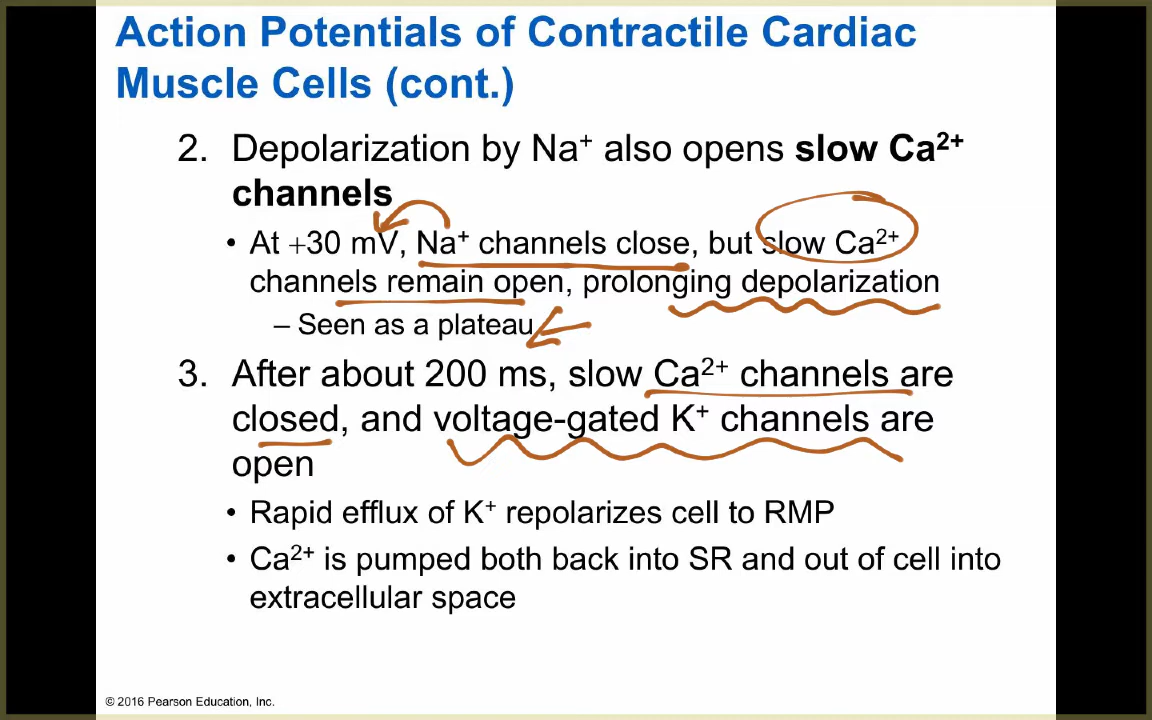 Action Potentials of Contractile Cardiac
Muscle Cells (cont.)
2. Depolarization by Na⁺ also opens slow Ca²⁺
channels
• At +30 mV, Na⁺ channels close, but slow Ca²⁺
channels remain open, prolonging depolarization
– Seen as a plateau
3. After about 200 ms, slow Ca²⁺ channels are
closed, and voltage-gated K⁺ channels are
open
• Rapid efflux of K⁺ repolarizes cell to RMP
• Ca²⁺ is pumped both back into SR and out of cell into
extracellular space
© 2016 Pearson Education, Inc.